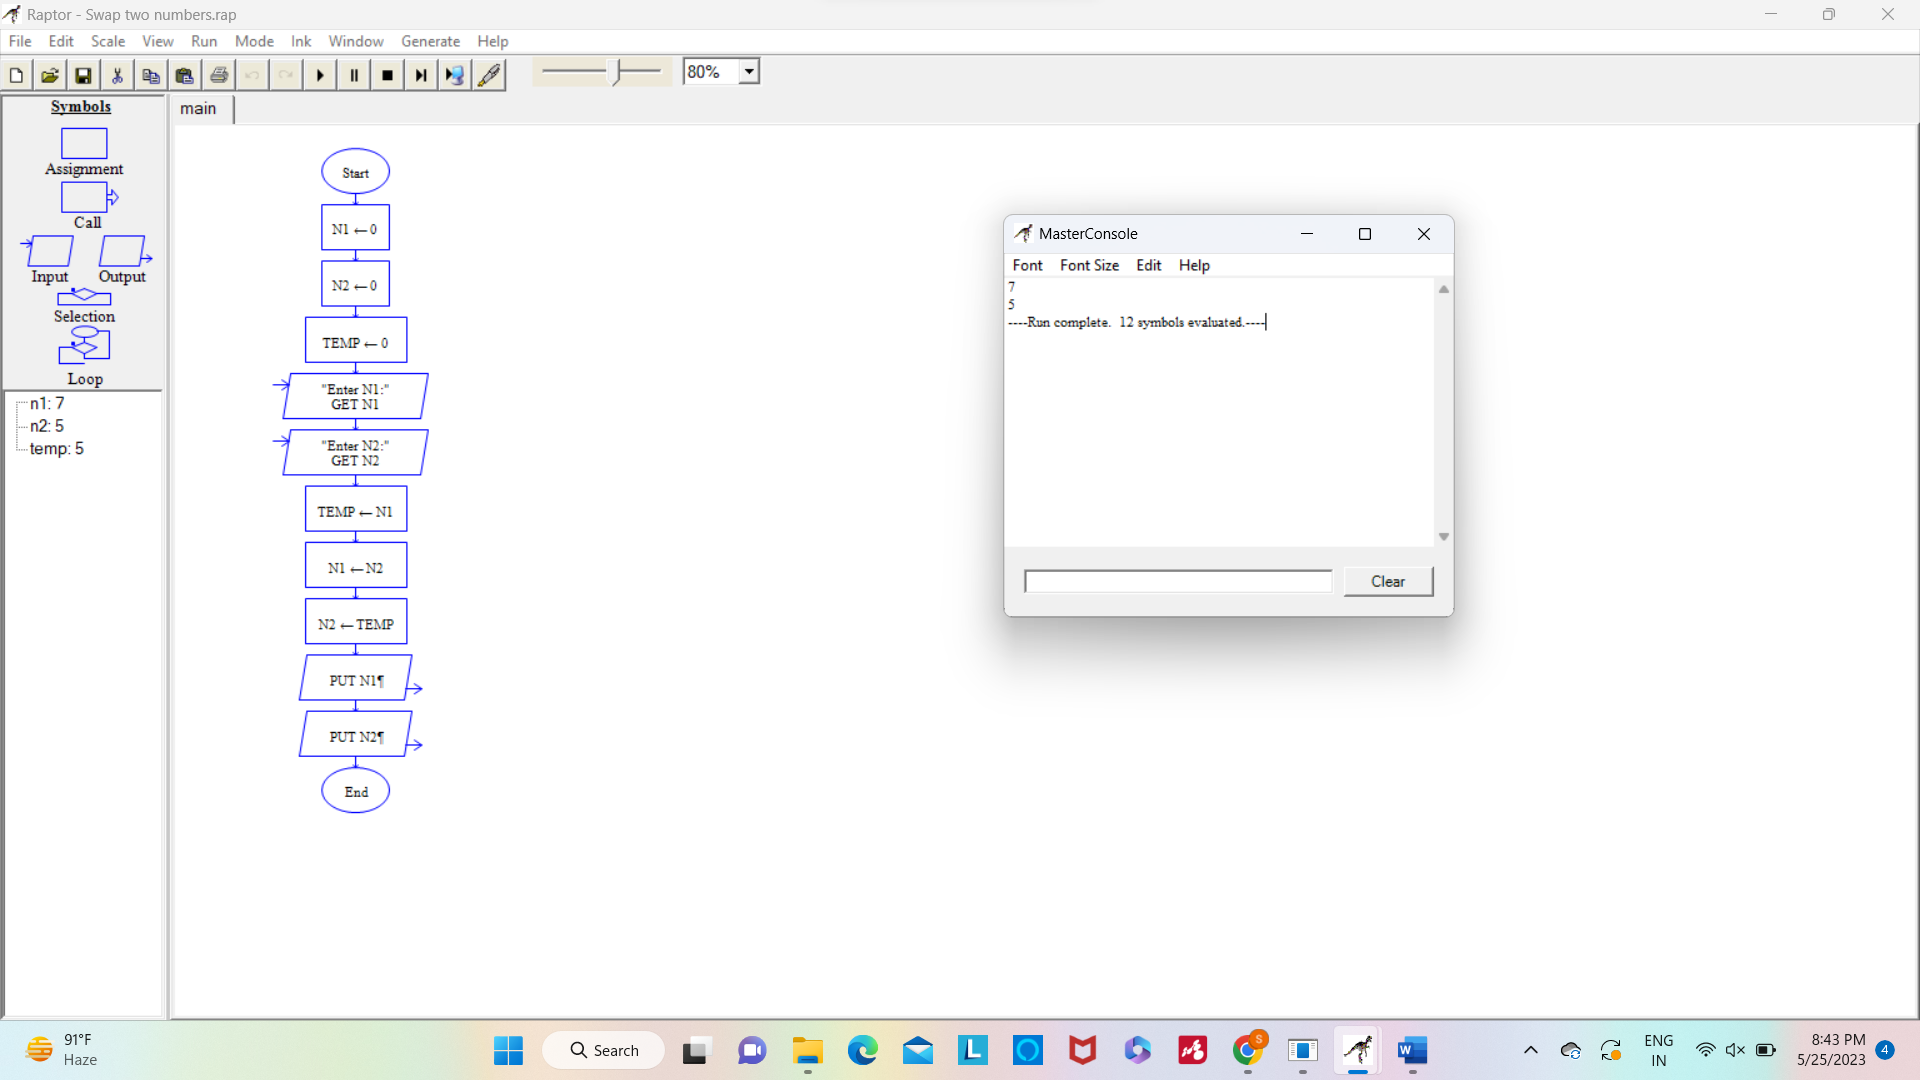 Raptor - Swap two numbers.rap
File Edit Scale View Run Mode Ink Window Generate Help
80%
Symbols
Assignment
Call
Input Output
Selection
Loop
n1: 7
n2: 5
temp: 5
main
Start
N1 ← 0
N2 ← 0
TEMP ← 0
"Enter N1:"
GET N1
"Enter N2:"
GET N2
TEMP ← N1
N1 ← N2
N2 ← TEMP
PUT N1¶
PUT N2¶
End
MasterConsole
Font Font Size Edit Help
7
5
----Run complete.  12 symbols evaluated.----
Clear
91°F
Haze
Search
L
S
W
ENG
IN
8:43 PM
5/25/2023
4